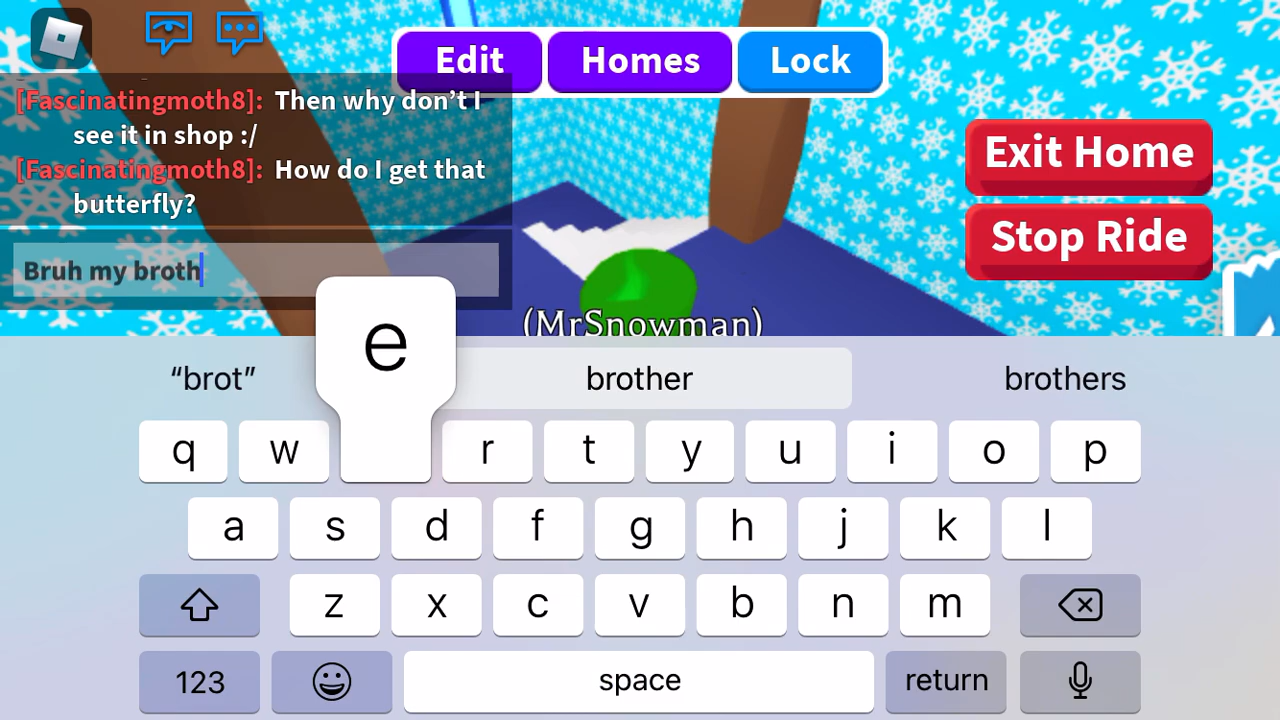 Edit Homes Lock
[Fascinatingmoth8]: Then why don’t I
see it in shop :/
[Fascinatingmoth8]: How do I get that
butterfly?
Exit Home
Stop Ride
Bruh my broth
(MrSnowman)
“brot” brother brothers
e
q w r t y u i o p
a s d f g h j k l
z x c v b n m
123 space return